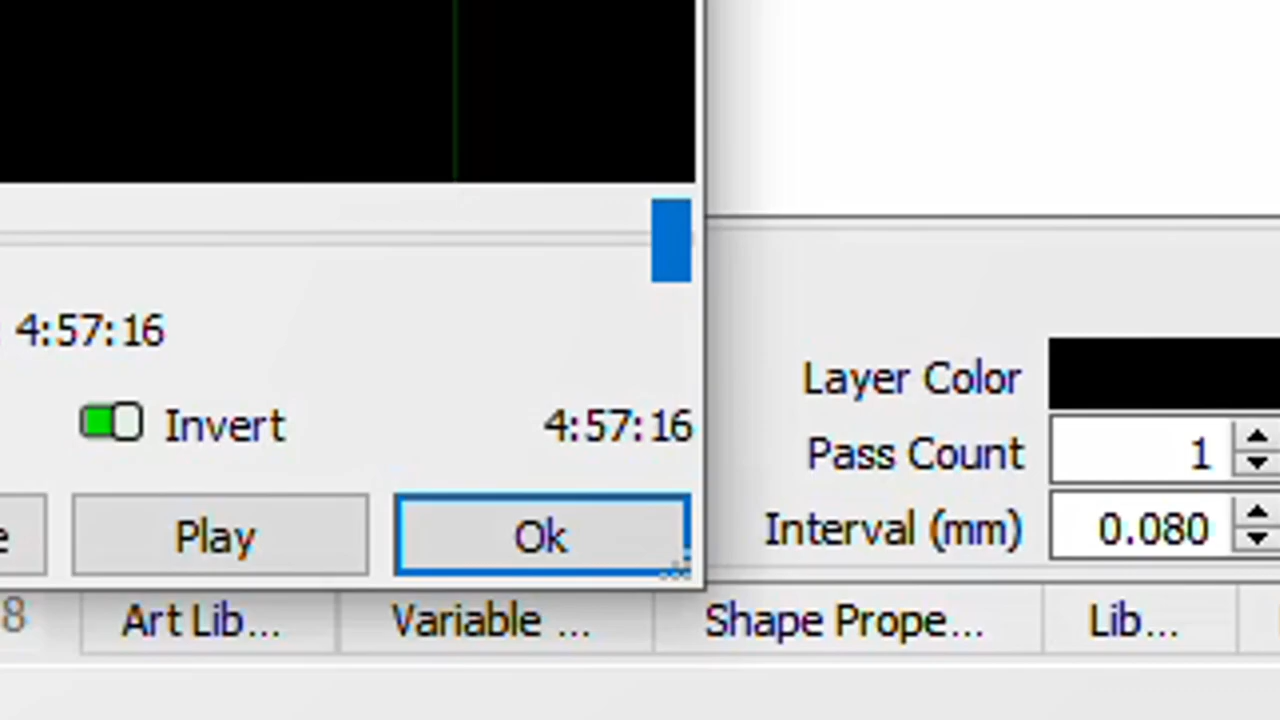 4:57:16
Layer Color
Invert 4:57:16
Pass Count 1
Interval (mm) 0.080
e Play Ok
8 Art Lib... Variable ... Shape Prope... Lib...